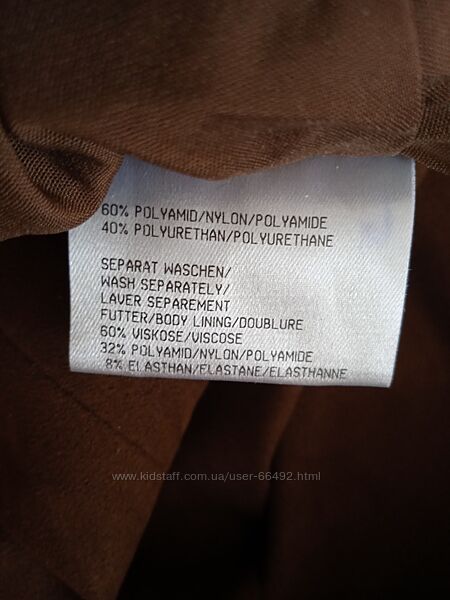 60% POLYAMID/NYLON/POLYAMIDE
40% POLYURETHAN/POLYURETHANE
SEPARAT WASCHEN/
WASH SEPARATELY/
LAVER SEPAREMENT
FUTTER/BODY LINING/DOUBLURE
60% VISKOSE/VISCOSE
32% POLYAMID/NYLON/POLYAMIDE
8% ELASTHAN/ELASTANE/ELASTHANNE
www.kidstaff.com.ua/user-66492.html